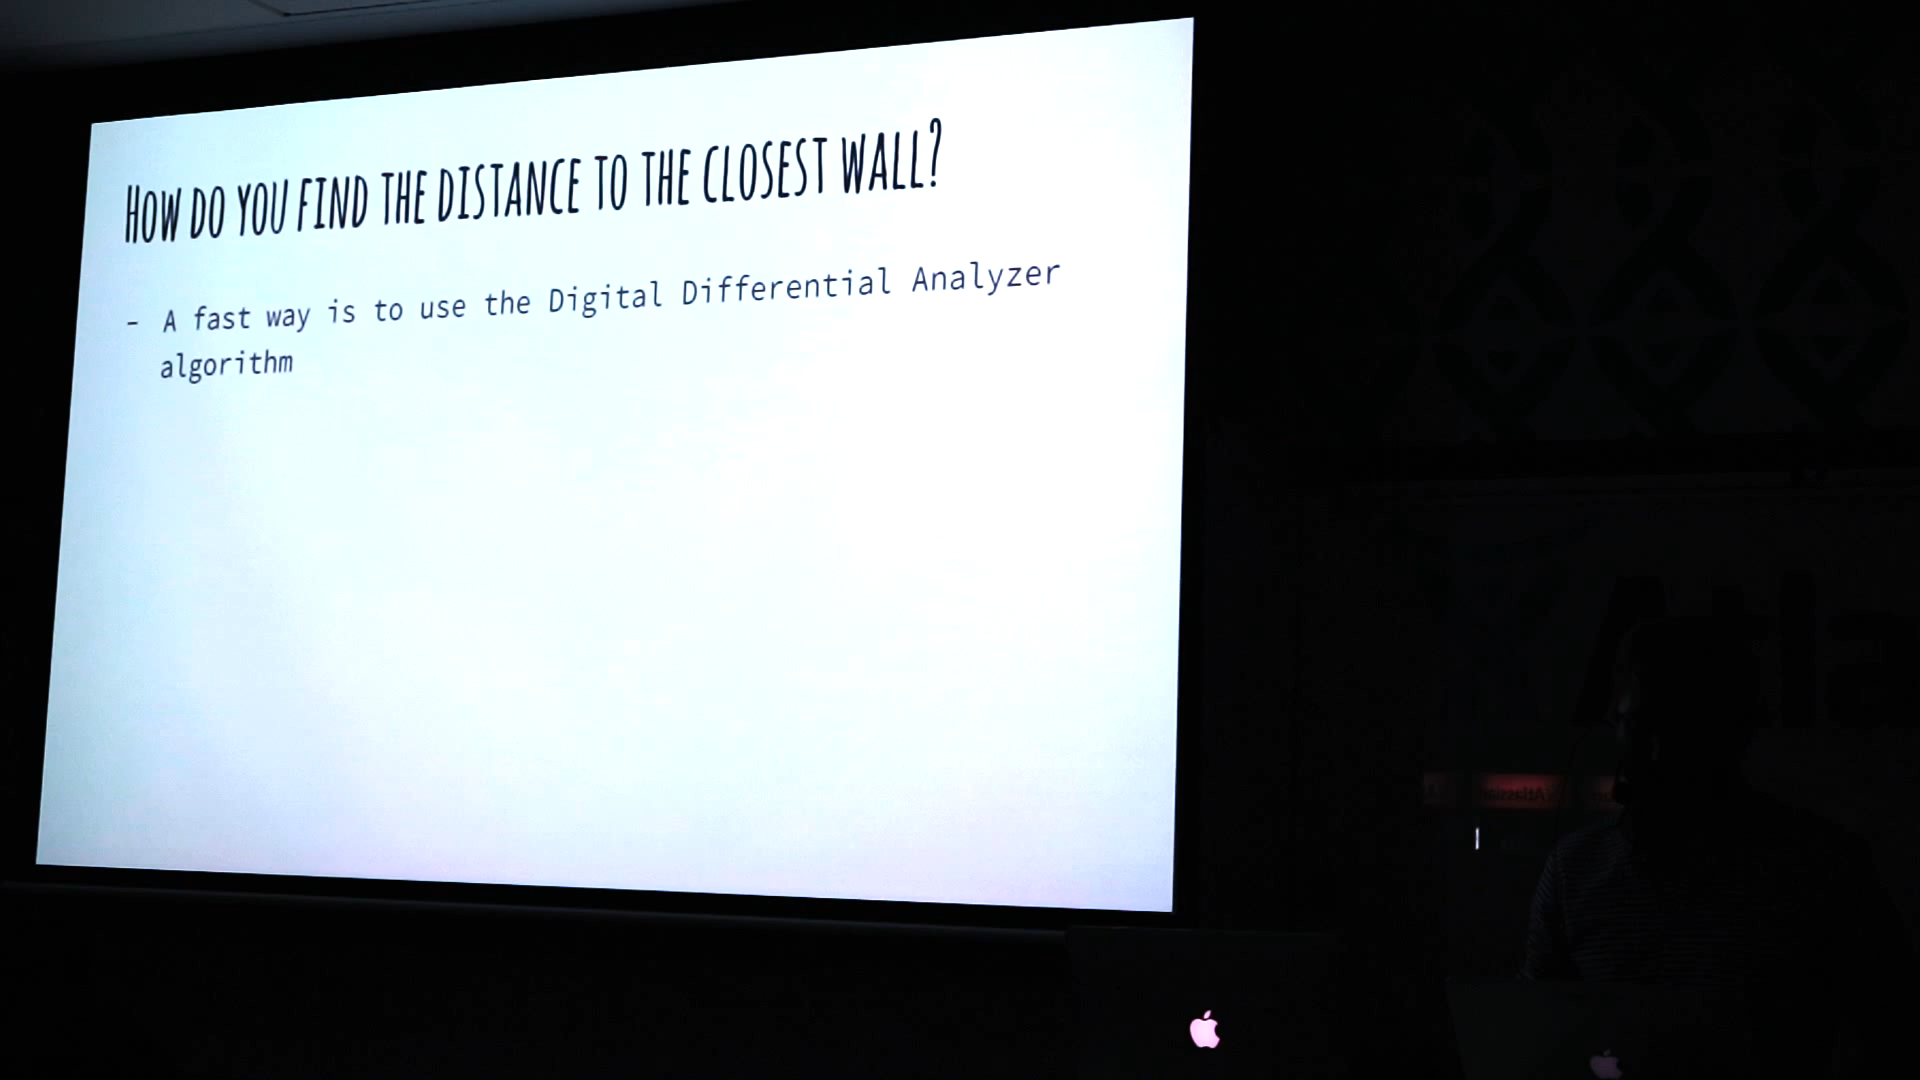 How do you find the distance to the closest wall?
- A fast way is to use the Digital Differential Analyzer
algorithm